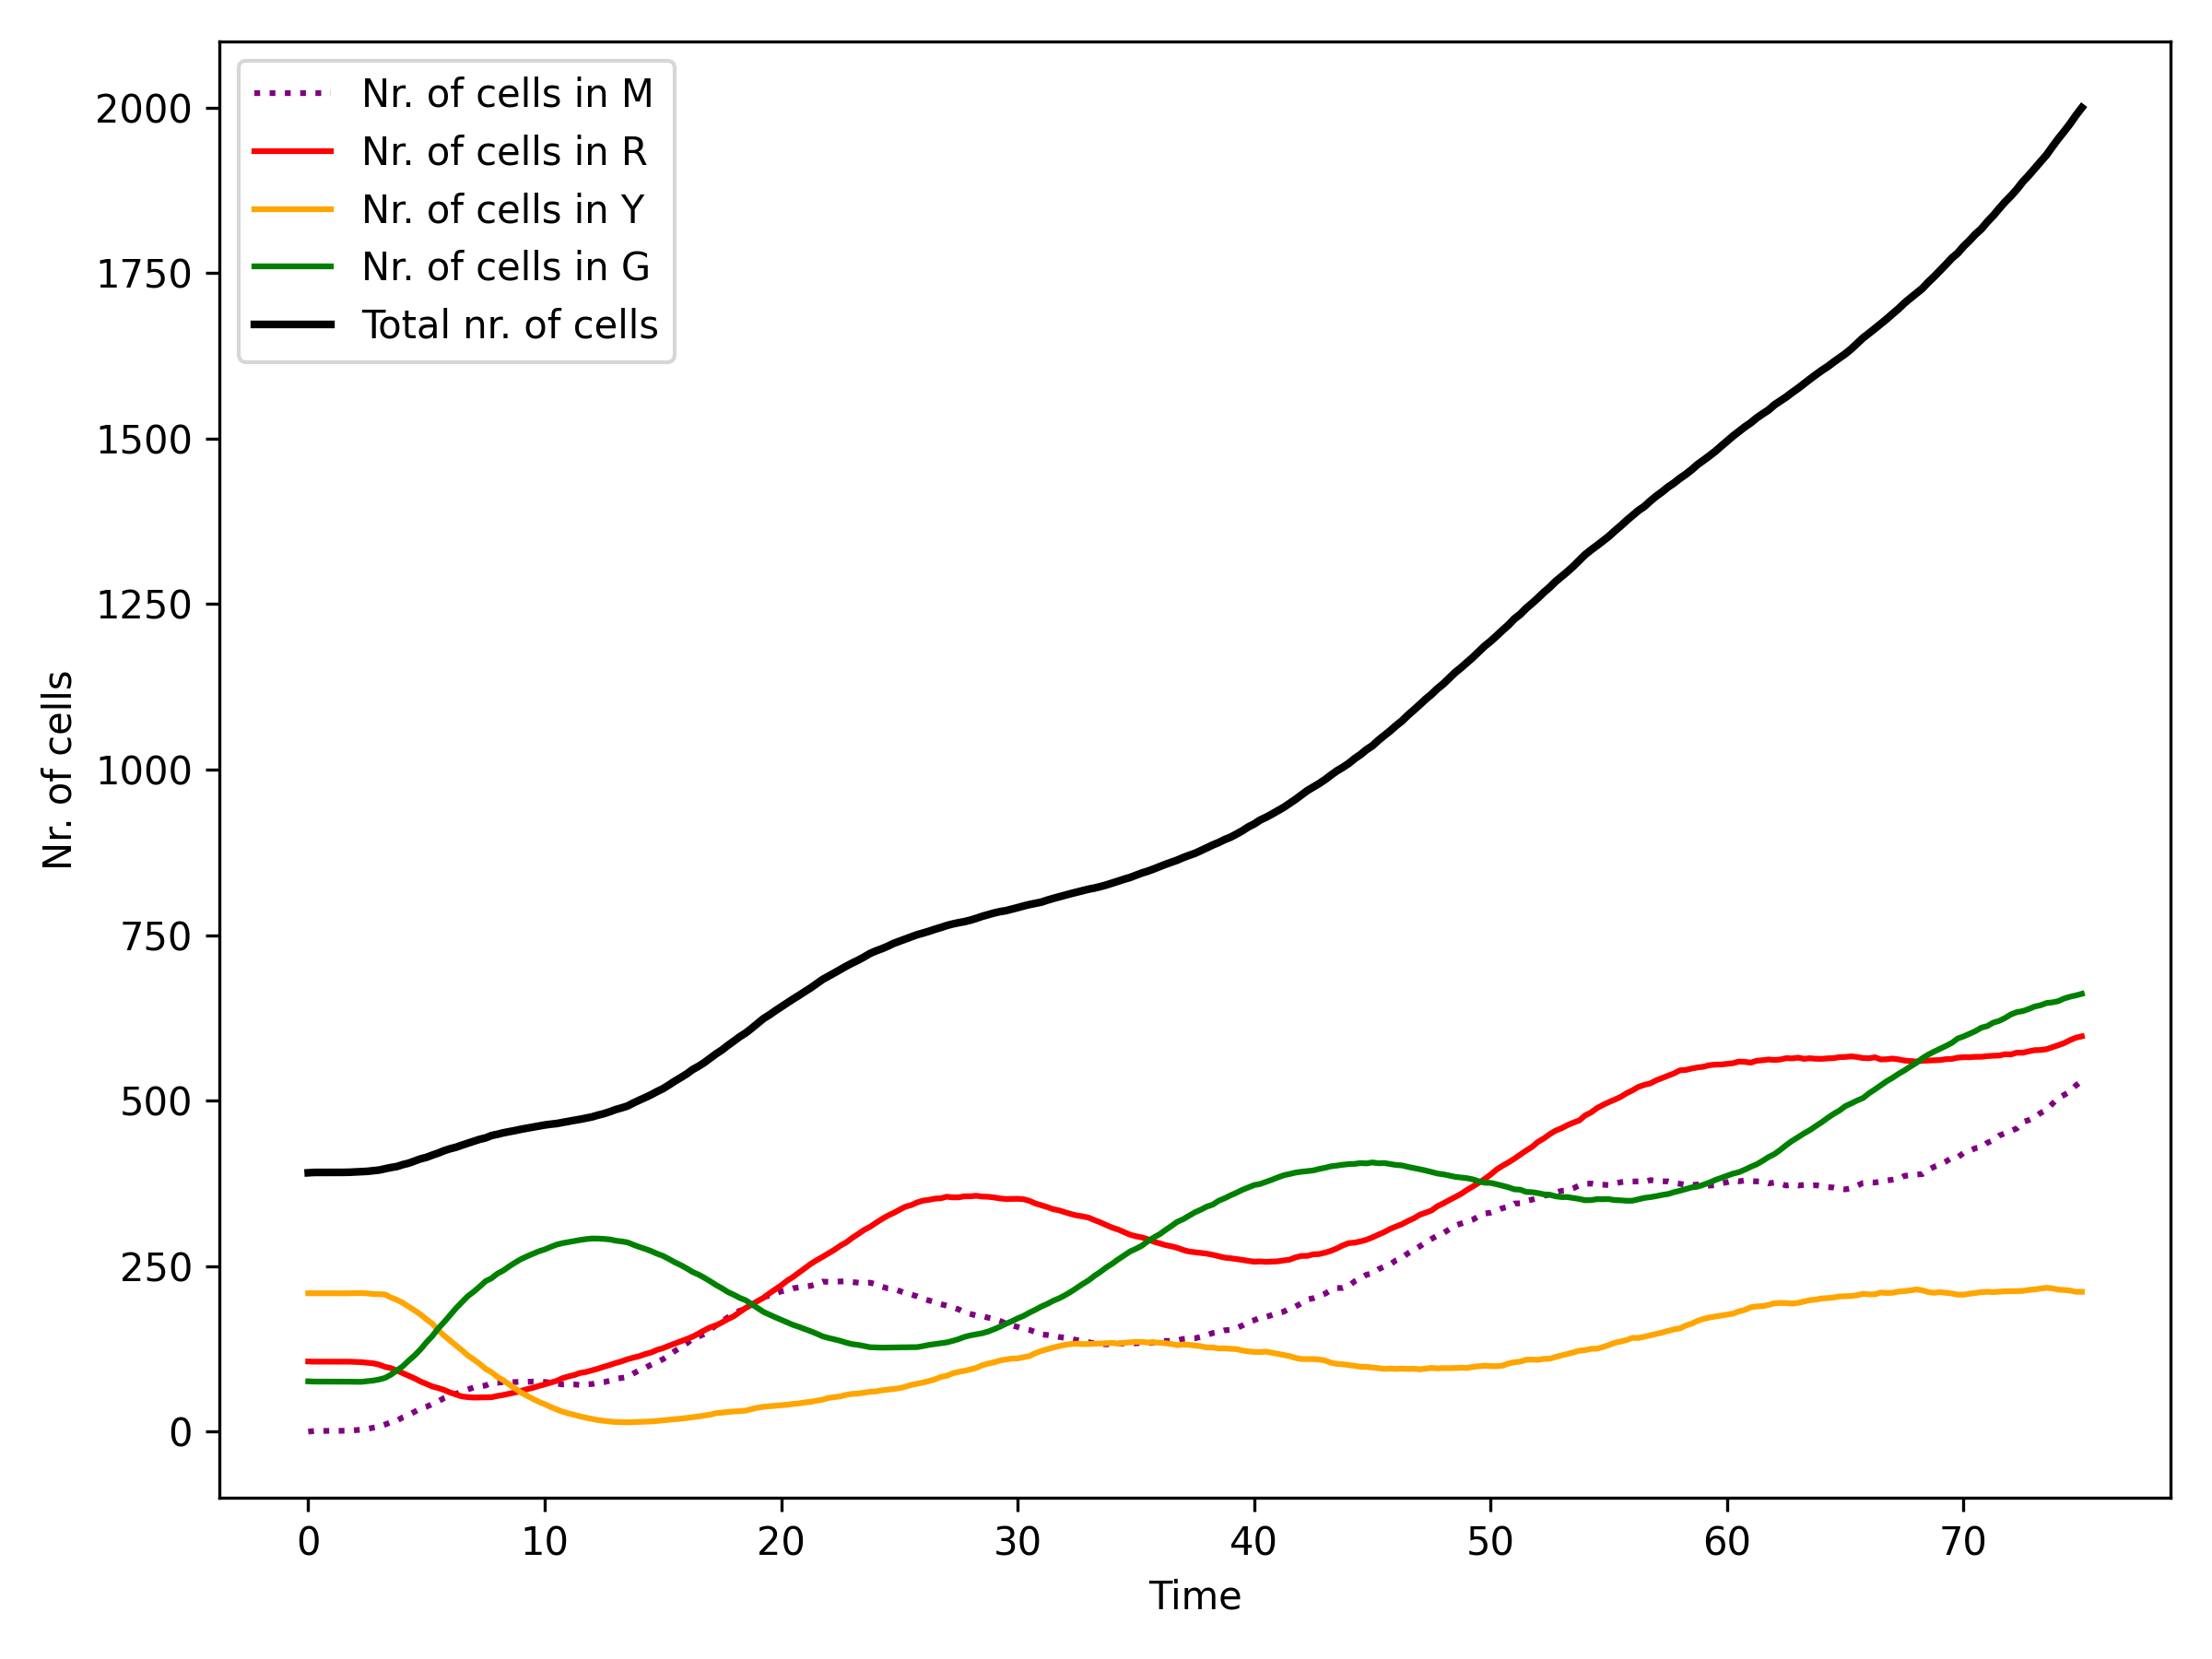 Nr. of cells in M
Nr. of cells in R
Nr. of cells in Y
Nr. of cells in G
Total nr. of cells
2000
1750
1500
1250
1000
750
500
250
0
Nr. of cells
0 10 20 30 40 50 60 70
Time